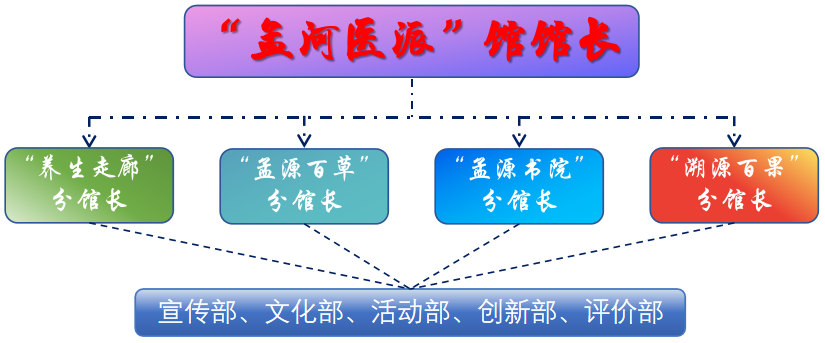 “孟河医派”馆馆长
“养生走廊”
分馆长
“孟源百草”
分馆长
“孟源书院”
分馆长
“溯源百果”
分馆长
宣传部、文化部、活动部、创新部、评价部